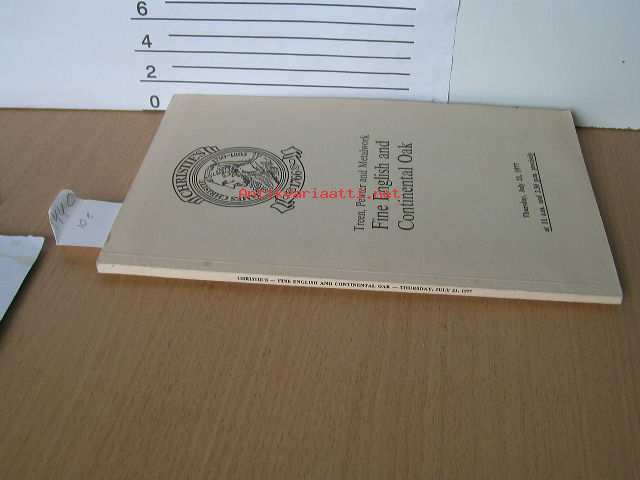 6
4
2
0
CHRISTIE'S
Treen, Pewter and Metalwork
Fine English and
Continental Oak
Thursday, July 21, 1977
at 11 a.m. and 2.30 p.m. precisely
CHRISTIE'S — FINE ENGLISH AND CONTINENTAL OAK — THURSDAY, JULY 21, 1977
10 €
Antikvariaatti.net